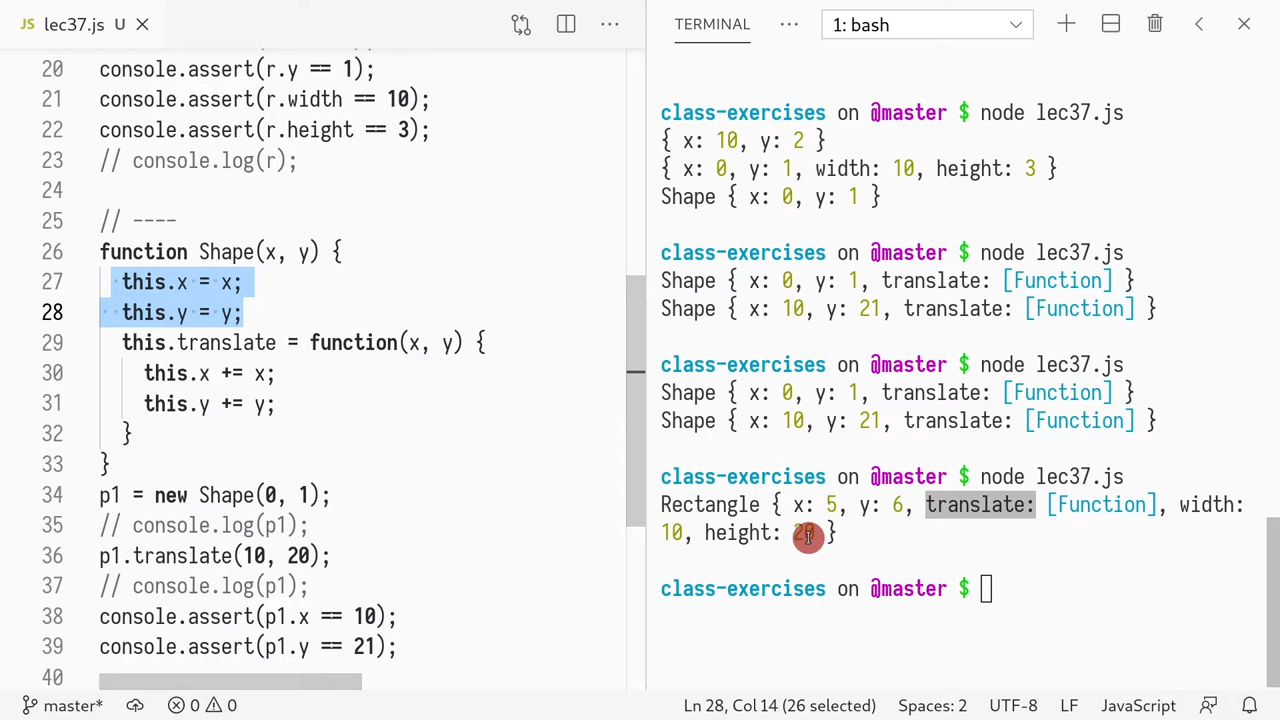 JS lec37.js U
TERMINAL
1: bash
20 console.assert(r.y == 1);
21 console.assert(r.width == 10);
22 console.assert(r.height == 3);
23 // console.log(r);
24
25 // ----
26 function Shape(x, y) {
27 this.x = x;
28 this.y = y;
29 this.translate = function(x, y) {
30 this.x += x;
31 this.y += y;
32 }
33 }
34 p1 = new Shape(0, 1);
35 // console.log(p1);
36 p1.translate(10, 20);
37 // console.log(p1);
38 console.assert(p1.x == 10);
39 console.assert(p1.y == 21);
40
class-exercises on @master $ node lec37.js
{ x: 10, y: 2 }
{ x: 0, y: 1, width: 10, height: 3 }
Shape { x: 0, y: 1 }
class-exercises on @master $ node lec37.js
Shape { x: 0, y: 1, translate: [Function] }
Shape { x: 10, y: 21, translate: [Function] }
class-exercises on @master $ node lec37.js
Shape { x: 0, y: 1, translate: [Function] }
Shape { x: 10, y: 21, translate: [Function] }
class-exercises on @master $ node lec37.js
Rectangle { x: 5, y: 6, translate: [Function], width:
10, height: 20 }
class-exercises on @master $
master* 0 0 Ln 28, Col 14 (26 selected) Spaces: 2 UTF-8 LF JavaScript